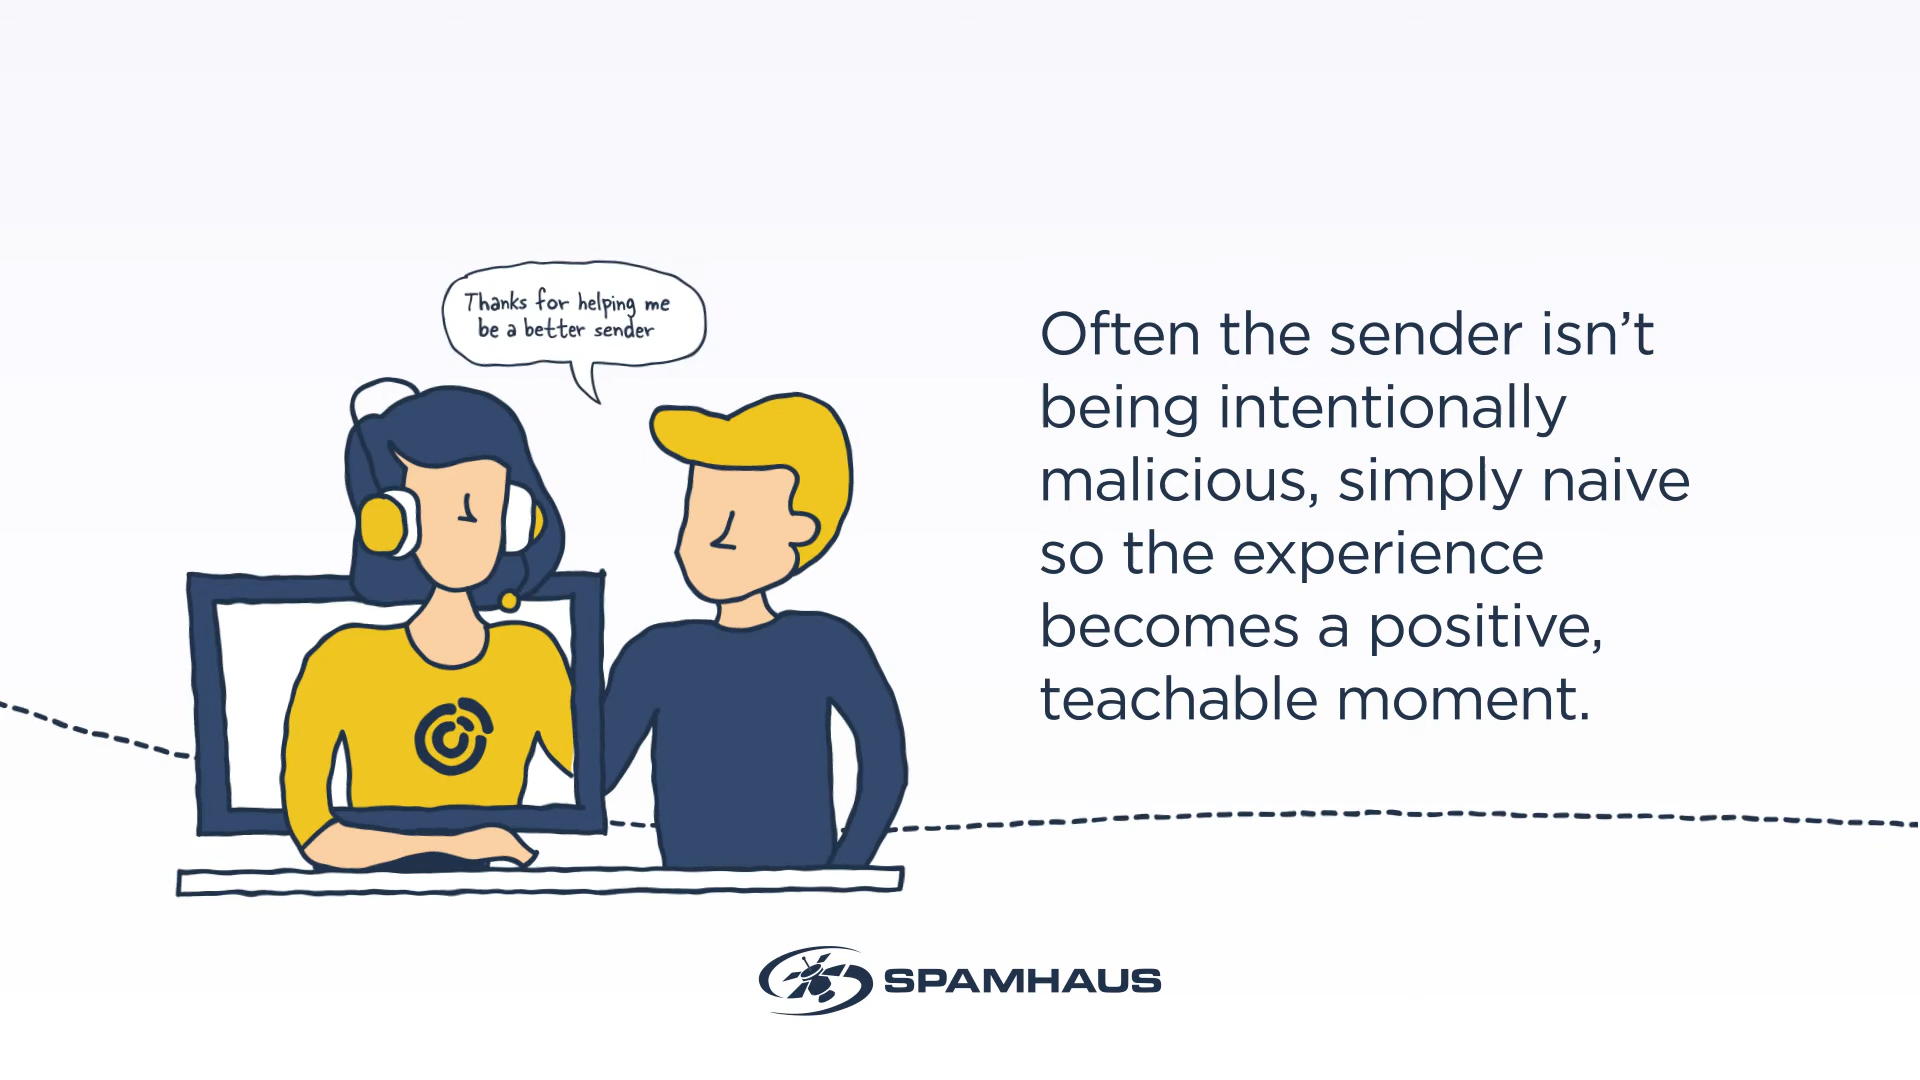 Thanks for helping me
be a better sender
Often the sender isn’t
being intentionally
malicious, simply naive
so the experience
becomes a positive,
teachable moment.
SPAMHAUS